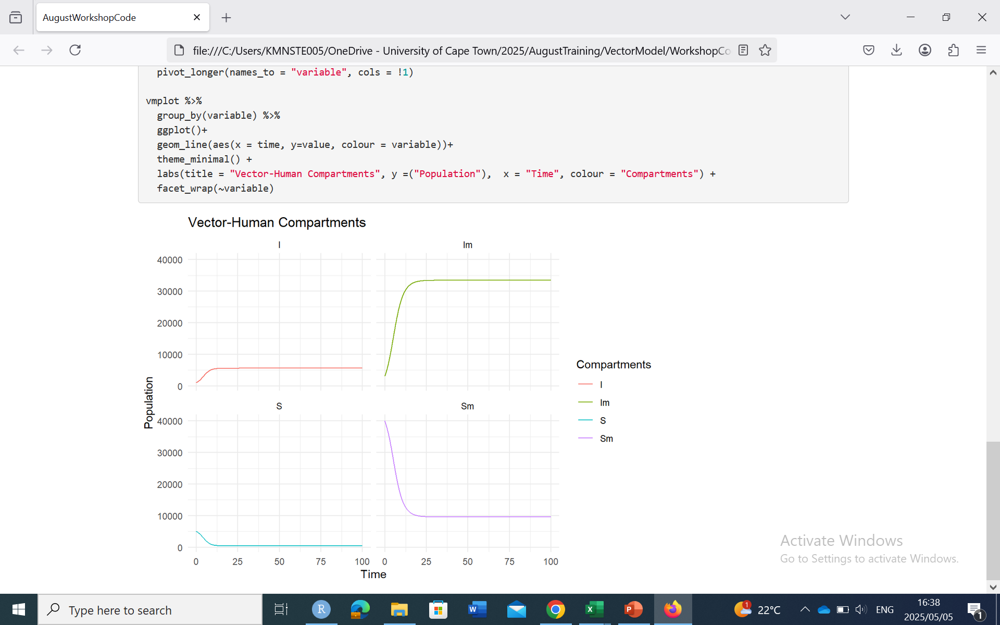 AugustWorkshopCode
file:///C:/Users/KMNSTE005/OneDrive - University of Cape Town/2025/AugustTraining/VectorModel/WorkshopCo
pivot_longer(names_to = "variable", cols = !1)
vmplot %>%
group_by(variable) %>%
ggplot()+
geom_line(aes(x = time, y=value, colour = variable))+
theme_minimal() +
labs(title = "Vector-Human Compartments", y =("Population"),  x = "Time", colour = "Compartments") +
facet_wrap(~variable)
Vector-Human Compartments
I
Im
40000
30000
20000
10000
0
S
Sm
40000
30000
20000
10000
0
0 25 50 75 100 0 25 50 75 100
Population
Time
Compartments
I
Im
S
Sm
Activate Windows
Go to Settings to activate Windows.
Type here to search
R
W
X
P
1
22°C
ENG
16:38
2025/05/05
1